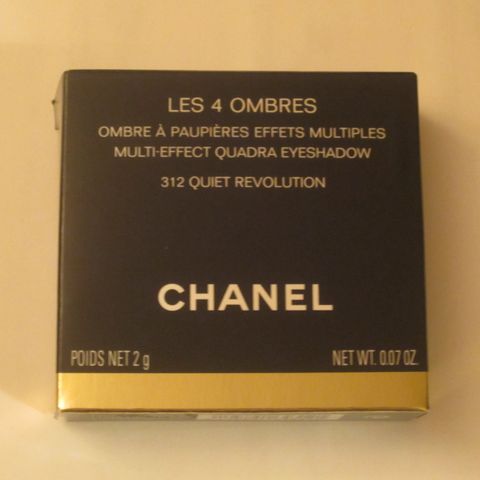 LES 4 OMBRES
OMBRE À PAUPIÈRES EFFETS MULTIPLES
MULTI-EFFECT QUADRA EYESHADOW
312 QUIET REVOLUTION
CHANEL
POIDS NET 2 g NET WT. 0.07 OZ.